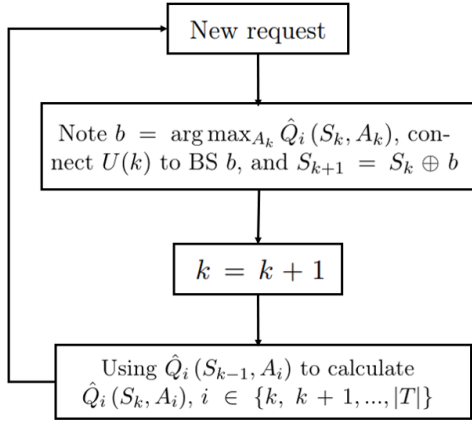 New request
Note b = arg max_{A_k} Q̂_i (S_k, A_k), con-
nect U(k) to BS b, and S_{k+1} = S_k ⊕ b
k = k + 1
Using Q̂_i (S_{k−1}, A_i) to calculate
Q̂_i (S_k, A_i), i ∈ {k, k + 1,...,|T|}